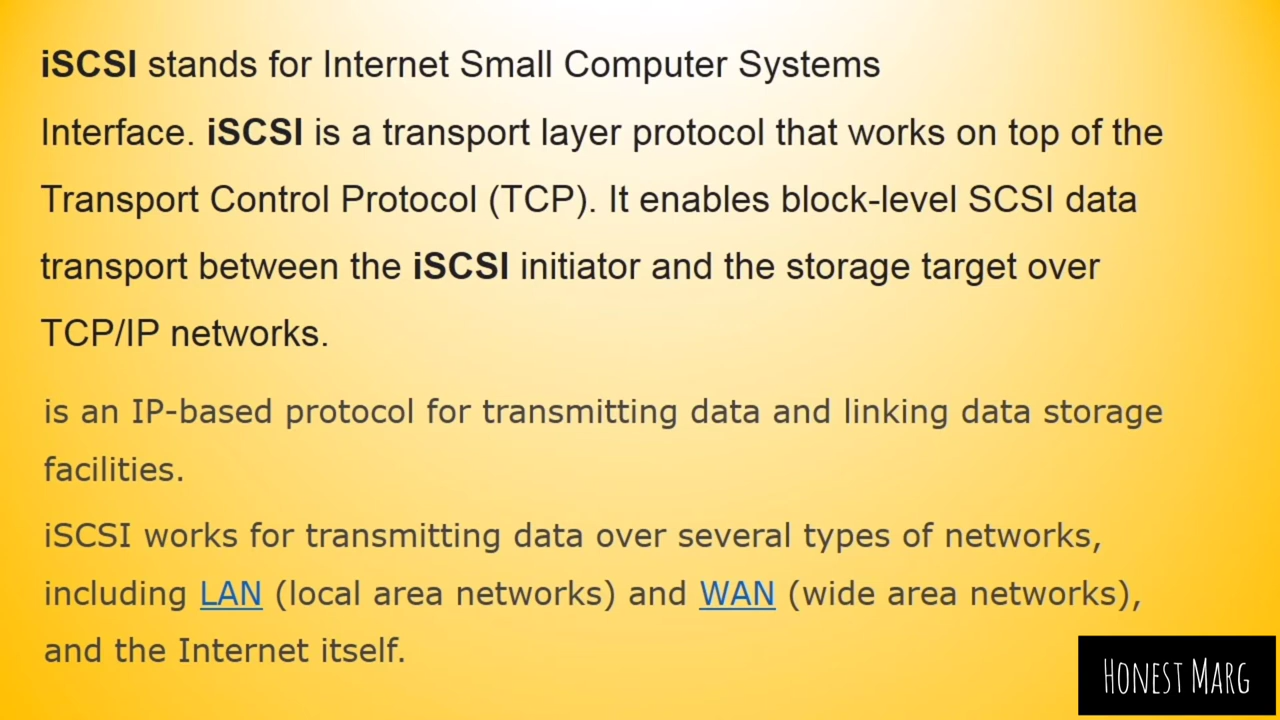 iSCSI stands for Internet Small Computer Systems
Interface. iSCSI is a transport layer protocol that works on top of the
Transport Control Protocol (TCP). It enables block-level SCSI data
transport between the iSCSI initiator and the storage target over
TCP/IP networks.
is an IP-based protocol for transmitting data and linking data storage
facilities.
iSCSI works for transmitting data over several types of networks,
including LAN (local area networks) and WAN (wide area networks),
and the Internet itself.
HONEST MARG